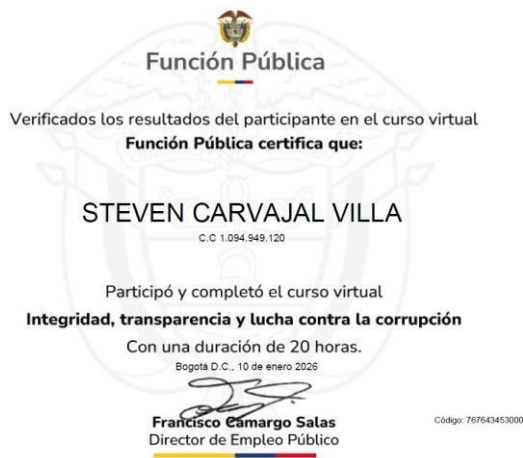 Función Pública
Verificados los resultados del participante en el curso virtual
Función Pública certifica que:
STEVEN CARVAJAL VILLA
C.C 1.094.949.120
Participó y completó el curso virtual
Integridad, transparencia y lucha contra la corrupción
Con una duración de 20 horas.
Bogotá D.C., 10 de enero 2026
Francisco Camargo Salas
Director de Empleo Público
Código: 767643453000